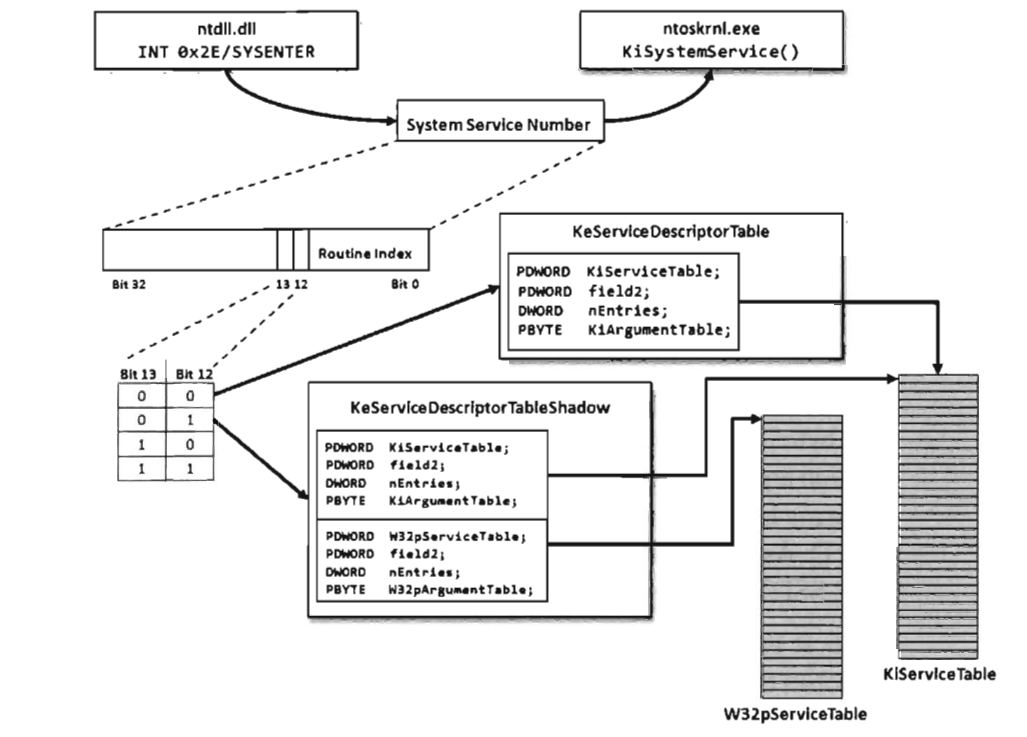 ntdll.dll
INT 0x2E/SYSENTER
ntoskrnl.exe
KiSystemService()
System Service Number
Routine Index
Bit 32
13 12
Bit 0
KeServiceDescriptorTable
PDWORD KiServiceTable;
PDWORD field2;
DWORD nEntries;
PBYTE KiArgumentTable;
Bit 13 Bit 12
0 0
0 1
1 0
1 1
KeServiceDescriptorTableShadow
PDWORD KiServiceTable;
PDWORD field2;
DWORD nEntries;
PBYTE KiArgumentTable;
PDWORD W32pServiceTable;
PDWORD field2;
DWORD nEntries;
PBYTE W32pArgumentTable;
KiServiceTable
W32pServiceTable